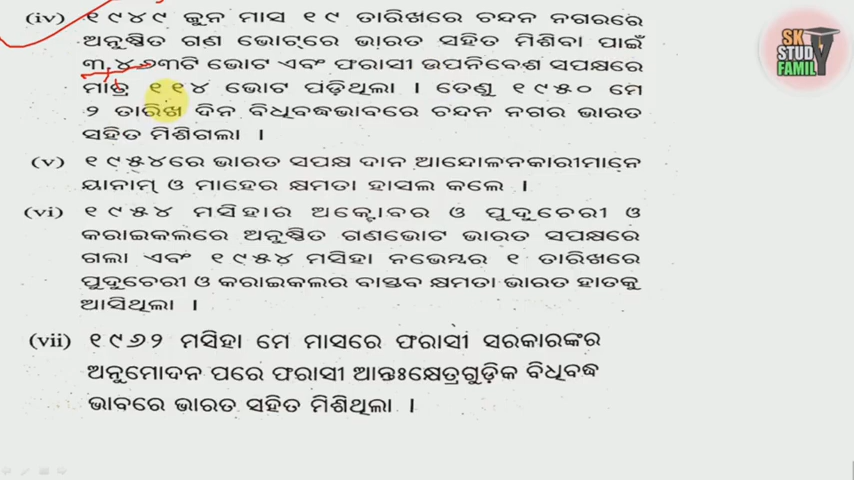 (iv) ୧୯୪୯ ଜୁନ ମାସ ୧୯ ତାରିଖରେ ଚନ୍ଦନ ନଗରରେ
ଅନୁଷ୍ଠିତ ଗଣ ଭୋଟ୍‌ରେ ଭାରତ ସହିତ ମିଶିବା ପାଇଁ
୩,୪୬୩ଟି ଭୋଟ ଏବଂ ଫରାସୀ ଉପନିବେଶ ସପକ୍ଷରେ
ମାତ୍ର ୧୧୪ ଭୋଟ ପଡ଼ିଥିଲା । ତେଣୁ ୧୯୫୦ ମେ
୨ ତାରିଖ ଦିନ ବିଧିବଦ୍ଧଭାବରେ ଚନ୍ଦନ ନଗର ଭାରତ
ସହିତ ମିଶିଗଲା ।
(v) ୧୯୫୪ରେ ଭାରତ ସପକ୍ଷ ଦାନ ଆନ୍ଦୋଳନକାରୀମାନେ
ୟାନାମ୍ ଓ ମାହେର କ୍ଷମତା ହାସଲ କଲେ ।
(vi) ୧୯୫୪ ମସିହାର ଅକ୍ଟୋବର ଓ ପୁଦୁଚେରୀ ଓ
କରାଇକଲରେ ଅନୁଷ୍ଠିତ ଗଣଭୋଟ ଭାରତ ସପକ୍ଷରେ
ଗଲା ଏବଂ ୧୯୫୪ ମସିହା ନଭେମ୍ବର ୧ ତାରିଖରେ
ପୁଦୁଚେରୀ ଓ କରାଇକଲର ବାସ୍ତବ କ୍ଷମତା ଭାରତ ହାତକୁ
ଆସିଥିଲା ।
(vii) ୧୯୬୨ ମସିହା ମେ ମାସରେ ଫରାସୀ ସରକାରଙ୍କର
ଅନୁମୋଦନ ପରେ ଫରାସୀ ଆନ୍ତଃକ୍ଷେତ୍ରଗୁଡ଼ିକ ବିଧିବଦ୍ଧ
ଭାବରେ ଭାରତ ସହିତ ମିଶିଥିଲା ।
SK
STUDY
FAMILY